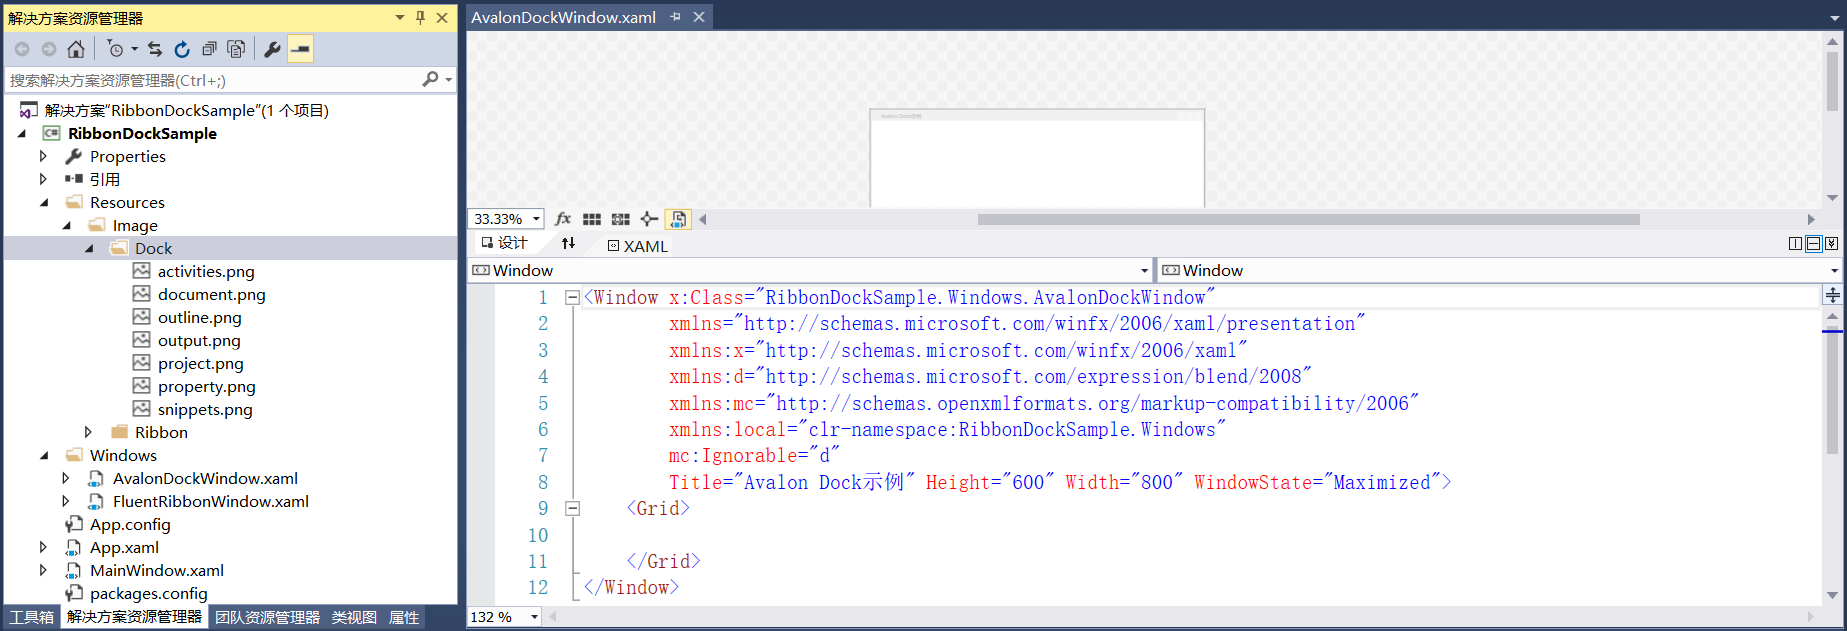 解决方案资源管理器
搜索解决方案资源管理器(Ctrl+;)
解决方案"RibbonDockSample"(1 个项目)
RibbonDockSample
Properties
引用
Resources
Image
Dock
activities.png
document.png
outline.png
output.png
project.png
property.png
snippets.png
Ribbon
Windows
AvalonDockWindow.xaml
FluentRibbonWindow.xaml
App.config
App.xaml
MainWindow.xaml
packages.config
工具箱 解决方案资源管理器 团队资源管理器 类视图 属性
AvalonDockWindow.xaml
Avalon Dock示例
33.33% fx
设计 XAML
Window Window
1 <Window x:Class="RibbonDockSample.Windows.AvalonDockWindow"
2 xmlns="http://schemas.microsoft.com/winfx/2006/xaml/presentation"
3 xmlns:x="http://schemas.microsoft.com/winfx/2006/xaml"
4 xmlns:d="http://schemas.microsoft.com/expression/blend/2008"
5 xmlns:mc="http://schemas.openxmlformats.org/markup-compatibility/2006"
6 xmlns:local="clr-namespace:RibbonDockSample.Windows"
7 mc:Ignorable="d"
8 Title="Avalon Dock示例" Height="600" Width="800" WindowState="Maximized">
9 <Grid>
10
11 </Grid>
12 </Window>
132 %